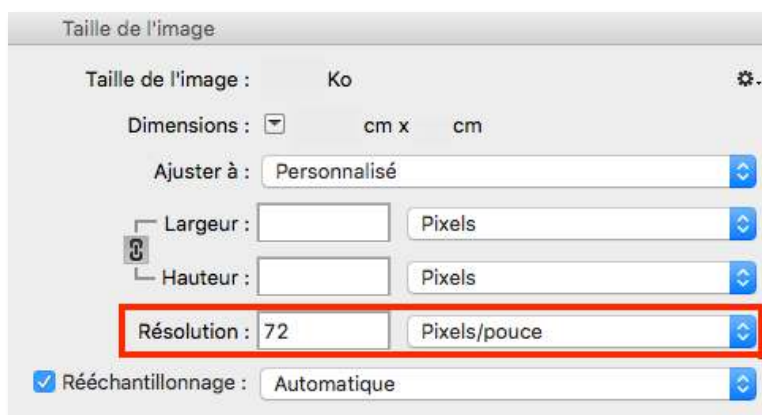 Taille de l'image
Taille de l'image : Ko
Dimensions : cm x cm
Ajuster à : Personnalisé
Largeur : Pixels
Hauteur : Pixels
Résolution : 72 Pixels/pouce
Rééchantillonnage : Automatique